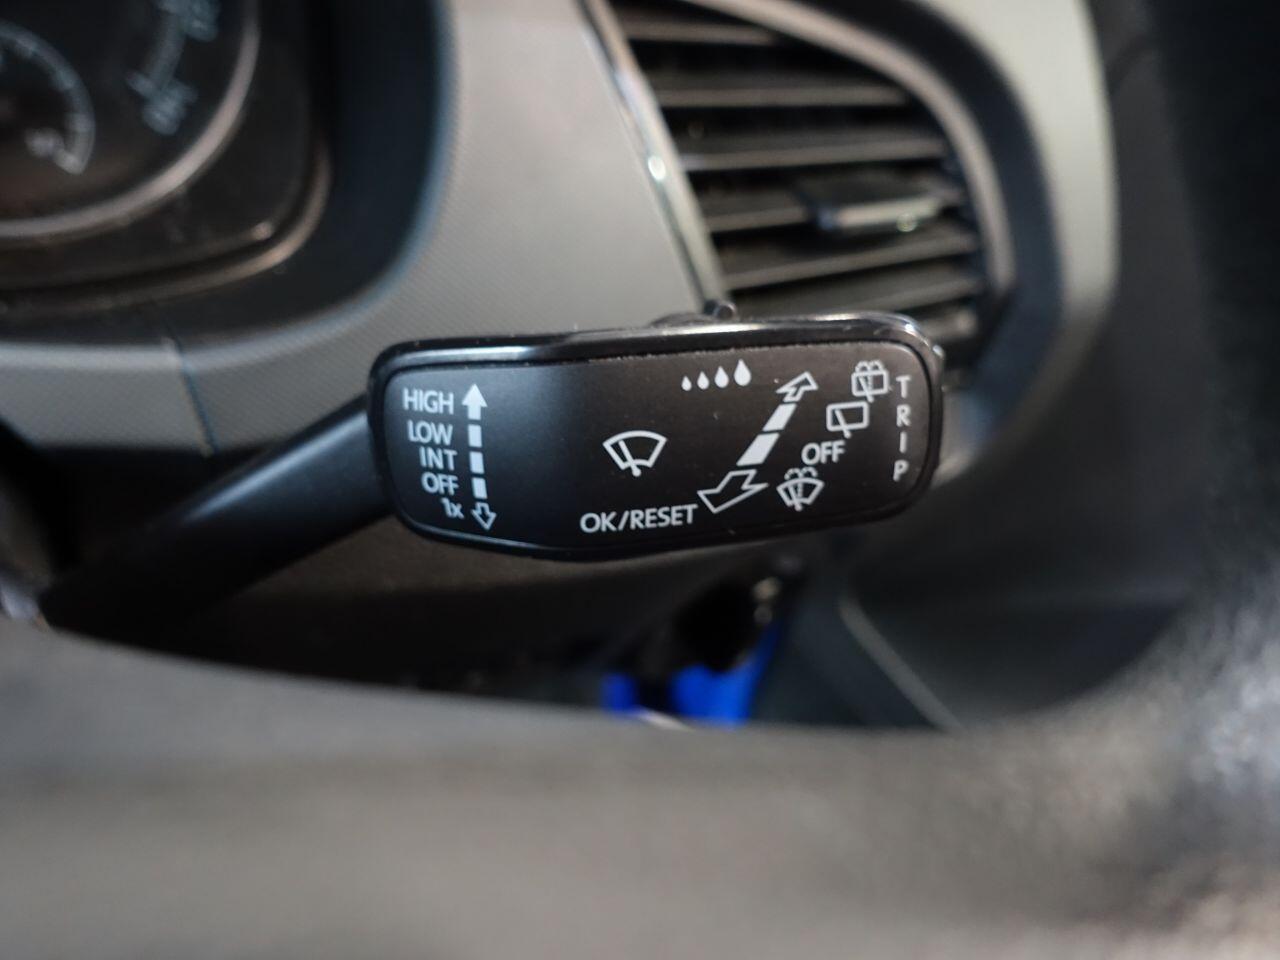 HIGH
LOW
INT
OFF
1x
OK/RESET
OFF
TRIP